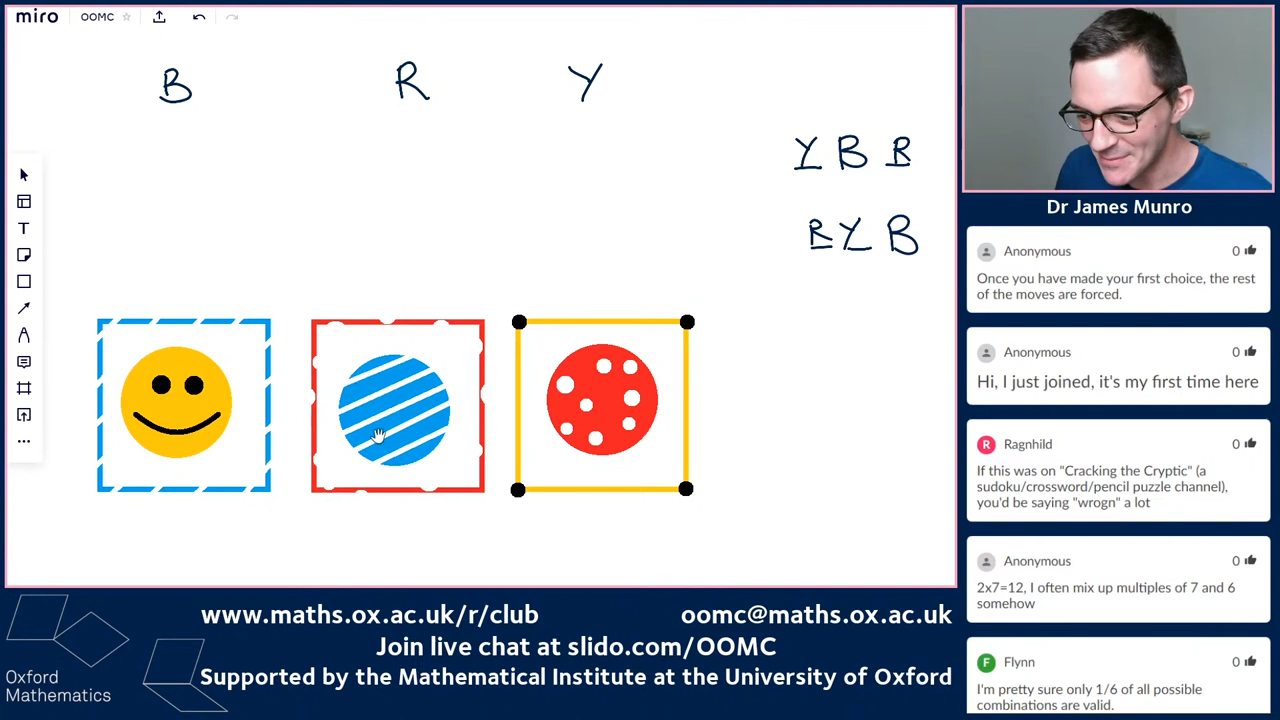 miro
OOMC
B R Y
Y B R
R Y B
Dr James Munro
Anonymous
0
Once you have made your first choice, the rest
of the moves are forced.
Anonymous
0
Hi, I just joined, it's my first time here
R
Ragnhild
0
If this was on "Cracking the Cryptic" (a
sudoku/crossword/pencil puzzle channel),
you'd be saying "wrogn" a lot
Anonymous
0
2x7=12, I often mix up multiples of 7 and 6
somehow
F
Flynn
0
I'm pretty sure only 1/6 of all possible
combinations are valid.
Oxford
Mathematics
www.maths.ox.ac.uk/r/club oomc@maths.ox.ac.uk
Join live chat at slido.com/OOMC
Supported by the Mathematical Institute at the University of Oxford